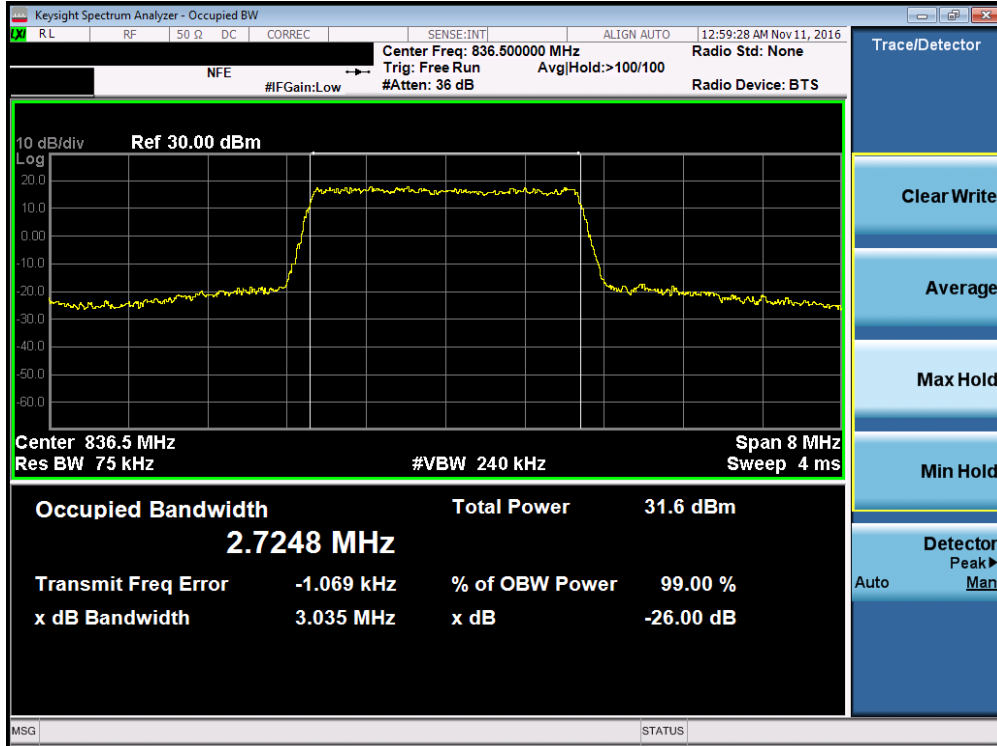 Keysight Spectrum Analyzer - Occupied BW
LXI RL RF 50 Ω DC CORREC SENSE:INT ALIGN AUTO 12:59:28 AM Nov 11, 2016
Center Freq: 836.500000 MHz Radio Std: None
NFE Trig: Free Run Avg|Hold:>100/100
#IFGain:Low #Atten: 36 dB Radio Device: BTS
10 dB/div Ref 30.00 dBm
Log
20.0
10.0
0.00
-10.0
-20.0
-30.0
-40.0
-50.0
-60.0
Center 836.5 MHz Span 8 MHz
Res BW 75 kHz #VBW 240 kHz Sweep 4 ms
Occupied Bandwidth Total Power 31.6 dBm
2.7248 MHz
Transmit Freq Error -1.069 kHz % of OBW Power 99.00 %
x dB Bandwidth 3.035 MHz x dB -26.00 dB
MSG STATUS
Trace/Detector
Clear Write
Average
Max Hold
Min Hold
Detector
Peak▶
Auto Man